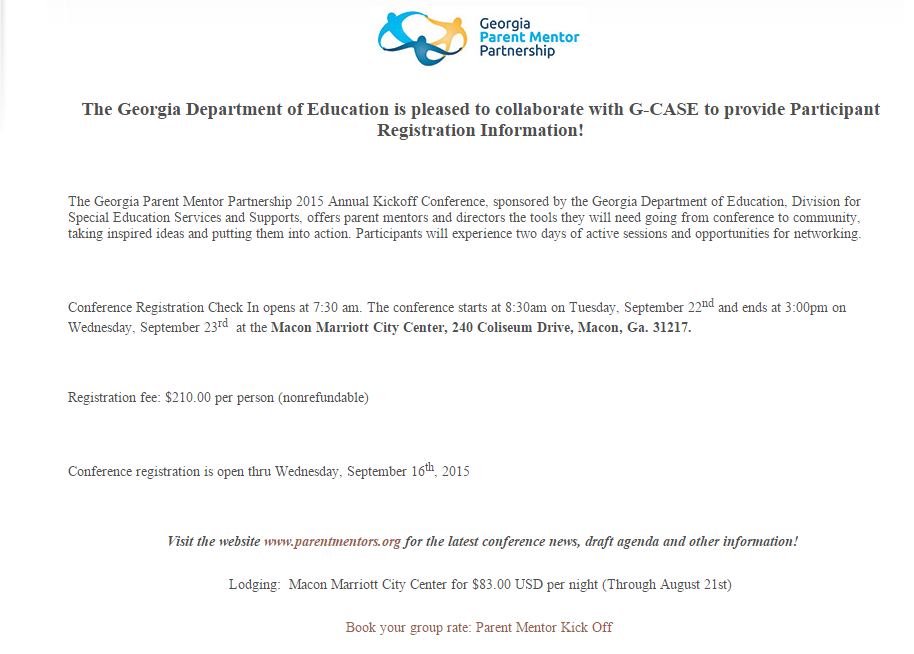 Georgia
Parent Mentor
Partnership
The Georgia Department of Education is pleased to collaborate with G-CASE to provide Participant
Registration Information!
The Georgia Parent Mentor Partnership 2015 Annual Kickoff Conference, sponsored by the Georgia Department of Education, Division for
Special Education Services and Supports, offers parent mentors and directors the tools they will need going from conference to community,
taking inspired ideas and putting them into action. Participants will experience two days of active sessions and opportunities for networking.
Conference Registration Check In opens at 7:30 am. The conference starts at 8:30am on Tuesday, September 22nd and ends at 3:00pm on
Wednesday, September 23rd at the Macon Marriott City Center, 240 Coliseum Drive, Macon, Ga. 31217.
Registration fee: $210.00 per person (nonrefundable)
Conference registration is open thru Wednesday, September 16th, 2015
Visit the website www.parentmentors.org for the latest conference news, draft agenda and other information!
Lodging: Macon Marriott City Center for $83.00 USD per night (Through August 21st)
Book your group rate: Parent Mentor Kick Off